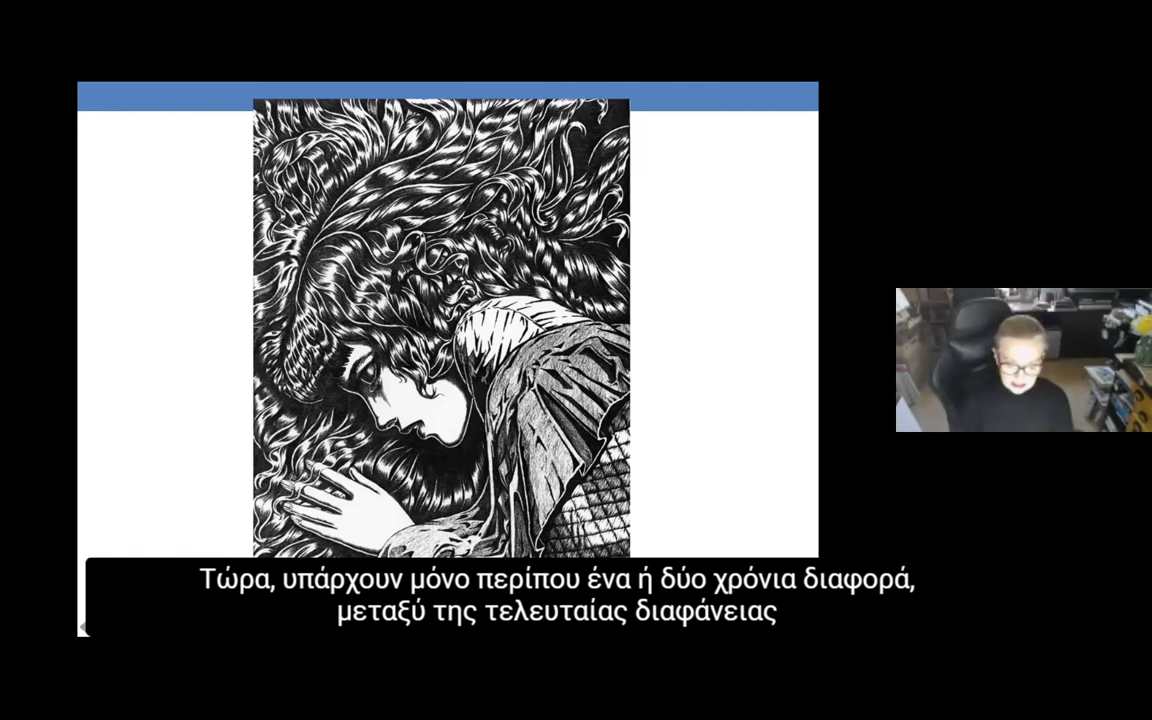 Τώρα, υπάρχουν μόνο περίπου ένα ή δύο χρόνια διαφορά,
μεταξύ της τελευταίας διαφάνειας